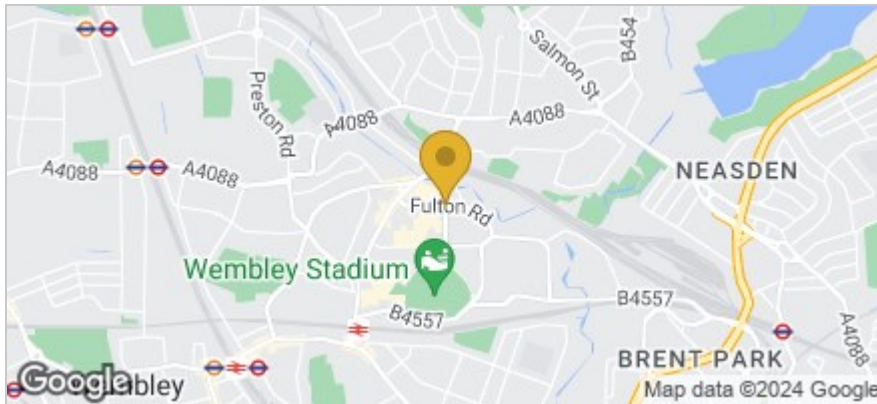 Salmon St
B454
Preston Rd
A4088
A4088
A4088
A4088
NEASDEN
Fulton Rd
Wembley Stadium
B4557
B4557
A4088
BRENT PARK
Google
Map data ©2024 Google